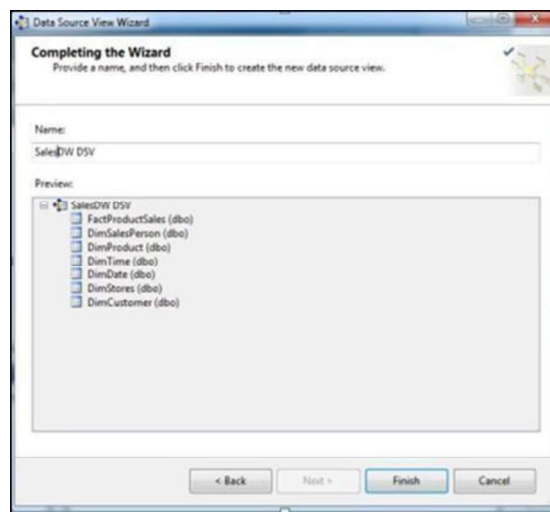 Data Source View Wizard
Completing the Wizard
Provide a name, and then click Finish to create the new data source view.
Name:
SalesDW DSV
Preview:
SalesDW DSV
FactProductSales (dbo)
DimSalesPerson (dbo)
DimProduct (dbo)
DimTime (dbo)
DimDate (dbo)
DimStores (dbo)
DimCustomer (dbo)
< Back Next > Finish Cancel